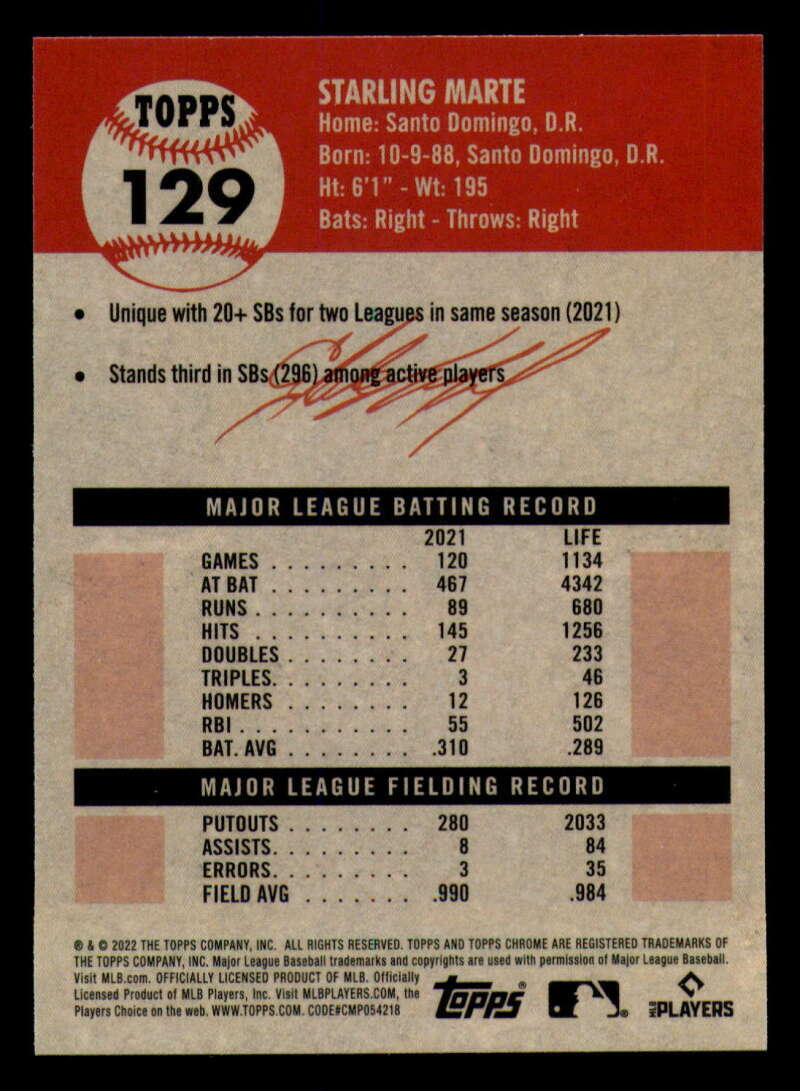 TOPPS
129
STARLING MARTE
Home: Santo Domingo, D.R.
Born: 10-9-88, Santo Domingo, D.R.
Ht: 6'1" - Wt: 195
Bats: Right - Throws: Right
• Unique with 20+ SBs for two Leagues in same season (2021)
• Stands third in SBs (296) among active players
MAJOR LEAGUE BATTING RECORD
2021 LIFE
GAMES . . . . . . . . . 120 1134
AT BAT . . . . . . . . . 467 4342
RUNS . . . . . . . . . . 89 680
HITS . . . . . . . . . . 145 1256
DOUBLES . . . . . . . . 27 233
TRIPLES. . . . . . . . . 3 46
HOMERS . . . . . . . . 12 126
RBI . . . . . . . . . . . 55 502
BAT. AVG . . . . . . . . .310 .289
MAJOR LEAGUE FIELDING RECORD
PUTOUTS . . . . . . . . 280 2033
ASSISTS. . . . . . . . . 8 84
ERRORS. . . . . . . . . 3 35
FIELD AVG . . . . . . . .990 .984
® & © 2022 THE TOPPS COMPANY, INC. ALL RIGHTS RESERVED. TOPPS AND TOPPS CHROME ARE REGISTERED TRADEMARKS OF
THE TOPPS COMPANY, INC. Major League Baseball trademarks and copyrights are used with permission of Major League Baseball.
Visit MLB.com. OFFICIALLY LICENSED PRODUCT OF MLB. Officially
Licensed Product of MLB Players, Inc. Visit MLBPLAYERS.COM, the
Players Choice on the web. WWW.TOPPS.COM. CODE#CMP054218
Topps® ® MLB PLAYERS